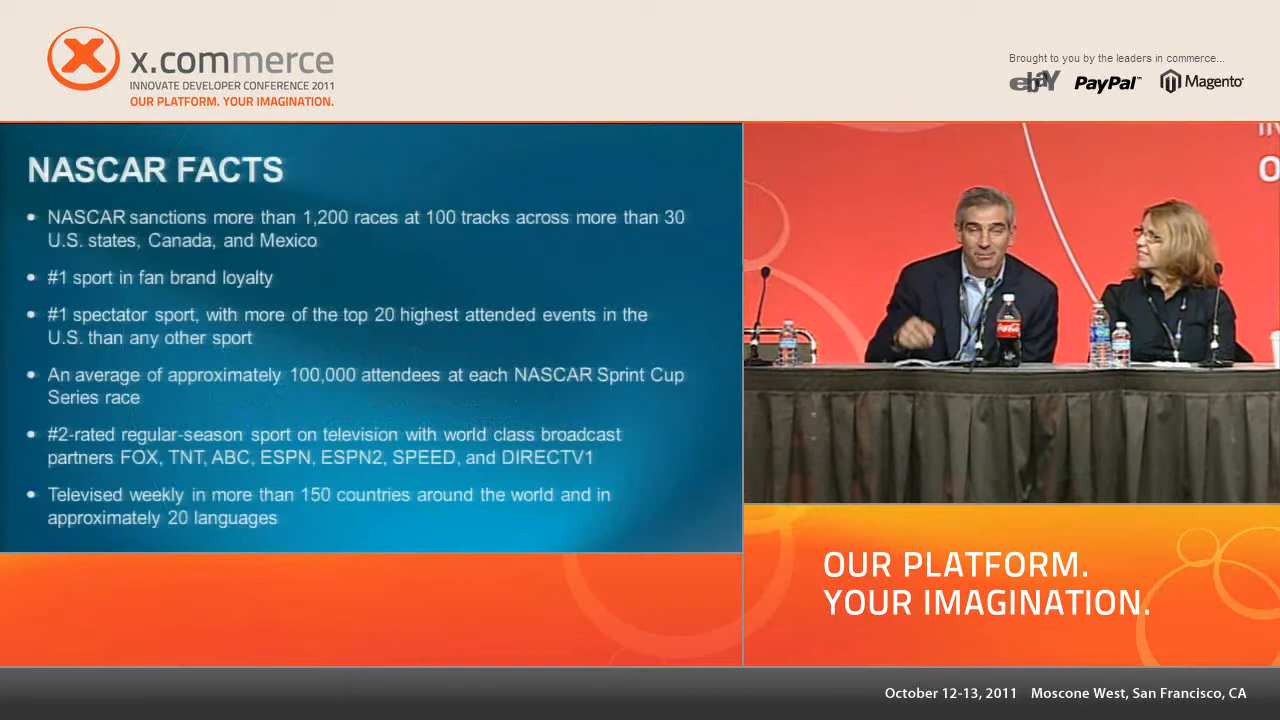 x.commerce
INNOVATE DEVELOPER CONFERENCE 2011
OUR PLATFORM. YOUR IMAGINATION.
Brought to you by the leaders in commerce...
ebay PayPal™ Magento®
NASCAR FACTS
• NASCAR sanctions more than 1,200 races at 100 tracks across more than 30
U.S. states, Canada, and Mexico
• #1 sport in fan brand loyalty
• #1 spectator sport, with more of the top 20 highest attended events in the
U.S. than any other sport
• An average of approximately 100,000 attendees at each NASCAR Sprint Cup
Series race
• #2-rated regular-season sport on television with world class broadcast
partners FOX, TNT, ABC, ESPN, ESPN2, SPEED, and DIRECTV1
• Televised weekly in more than 150 countries around the world and in
approximately 20 languages
Coca-Cola
OUR PLATFORM.
YOUR IMAGINATION.
October 12-13, 2011 Moscone West, San Francisco, CA